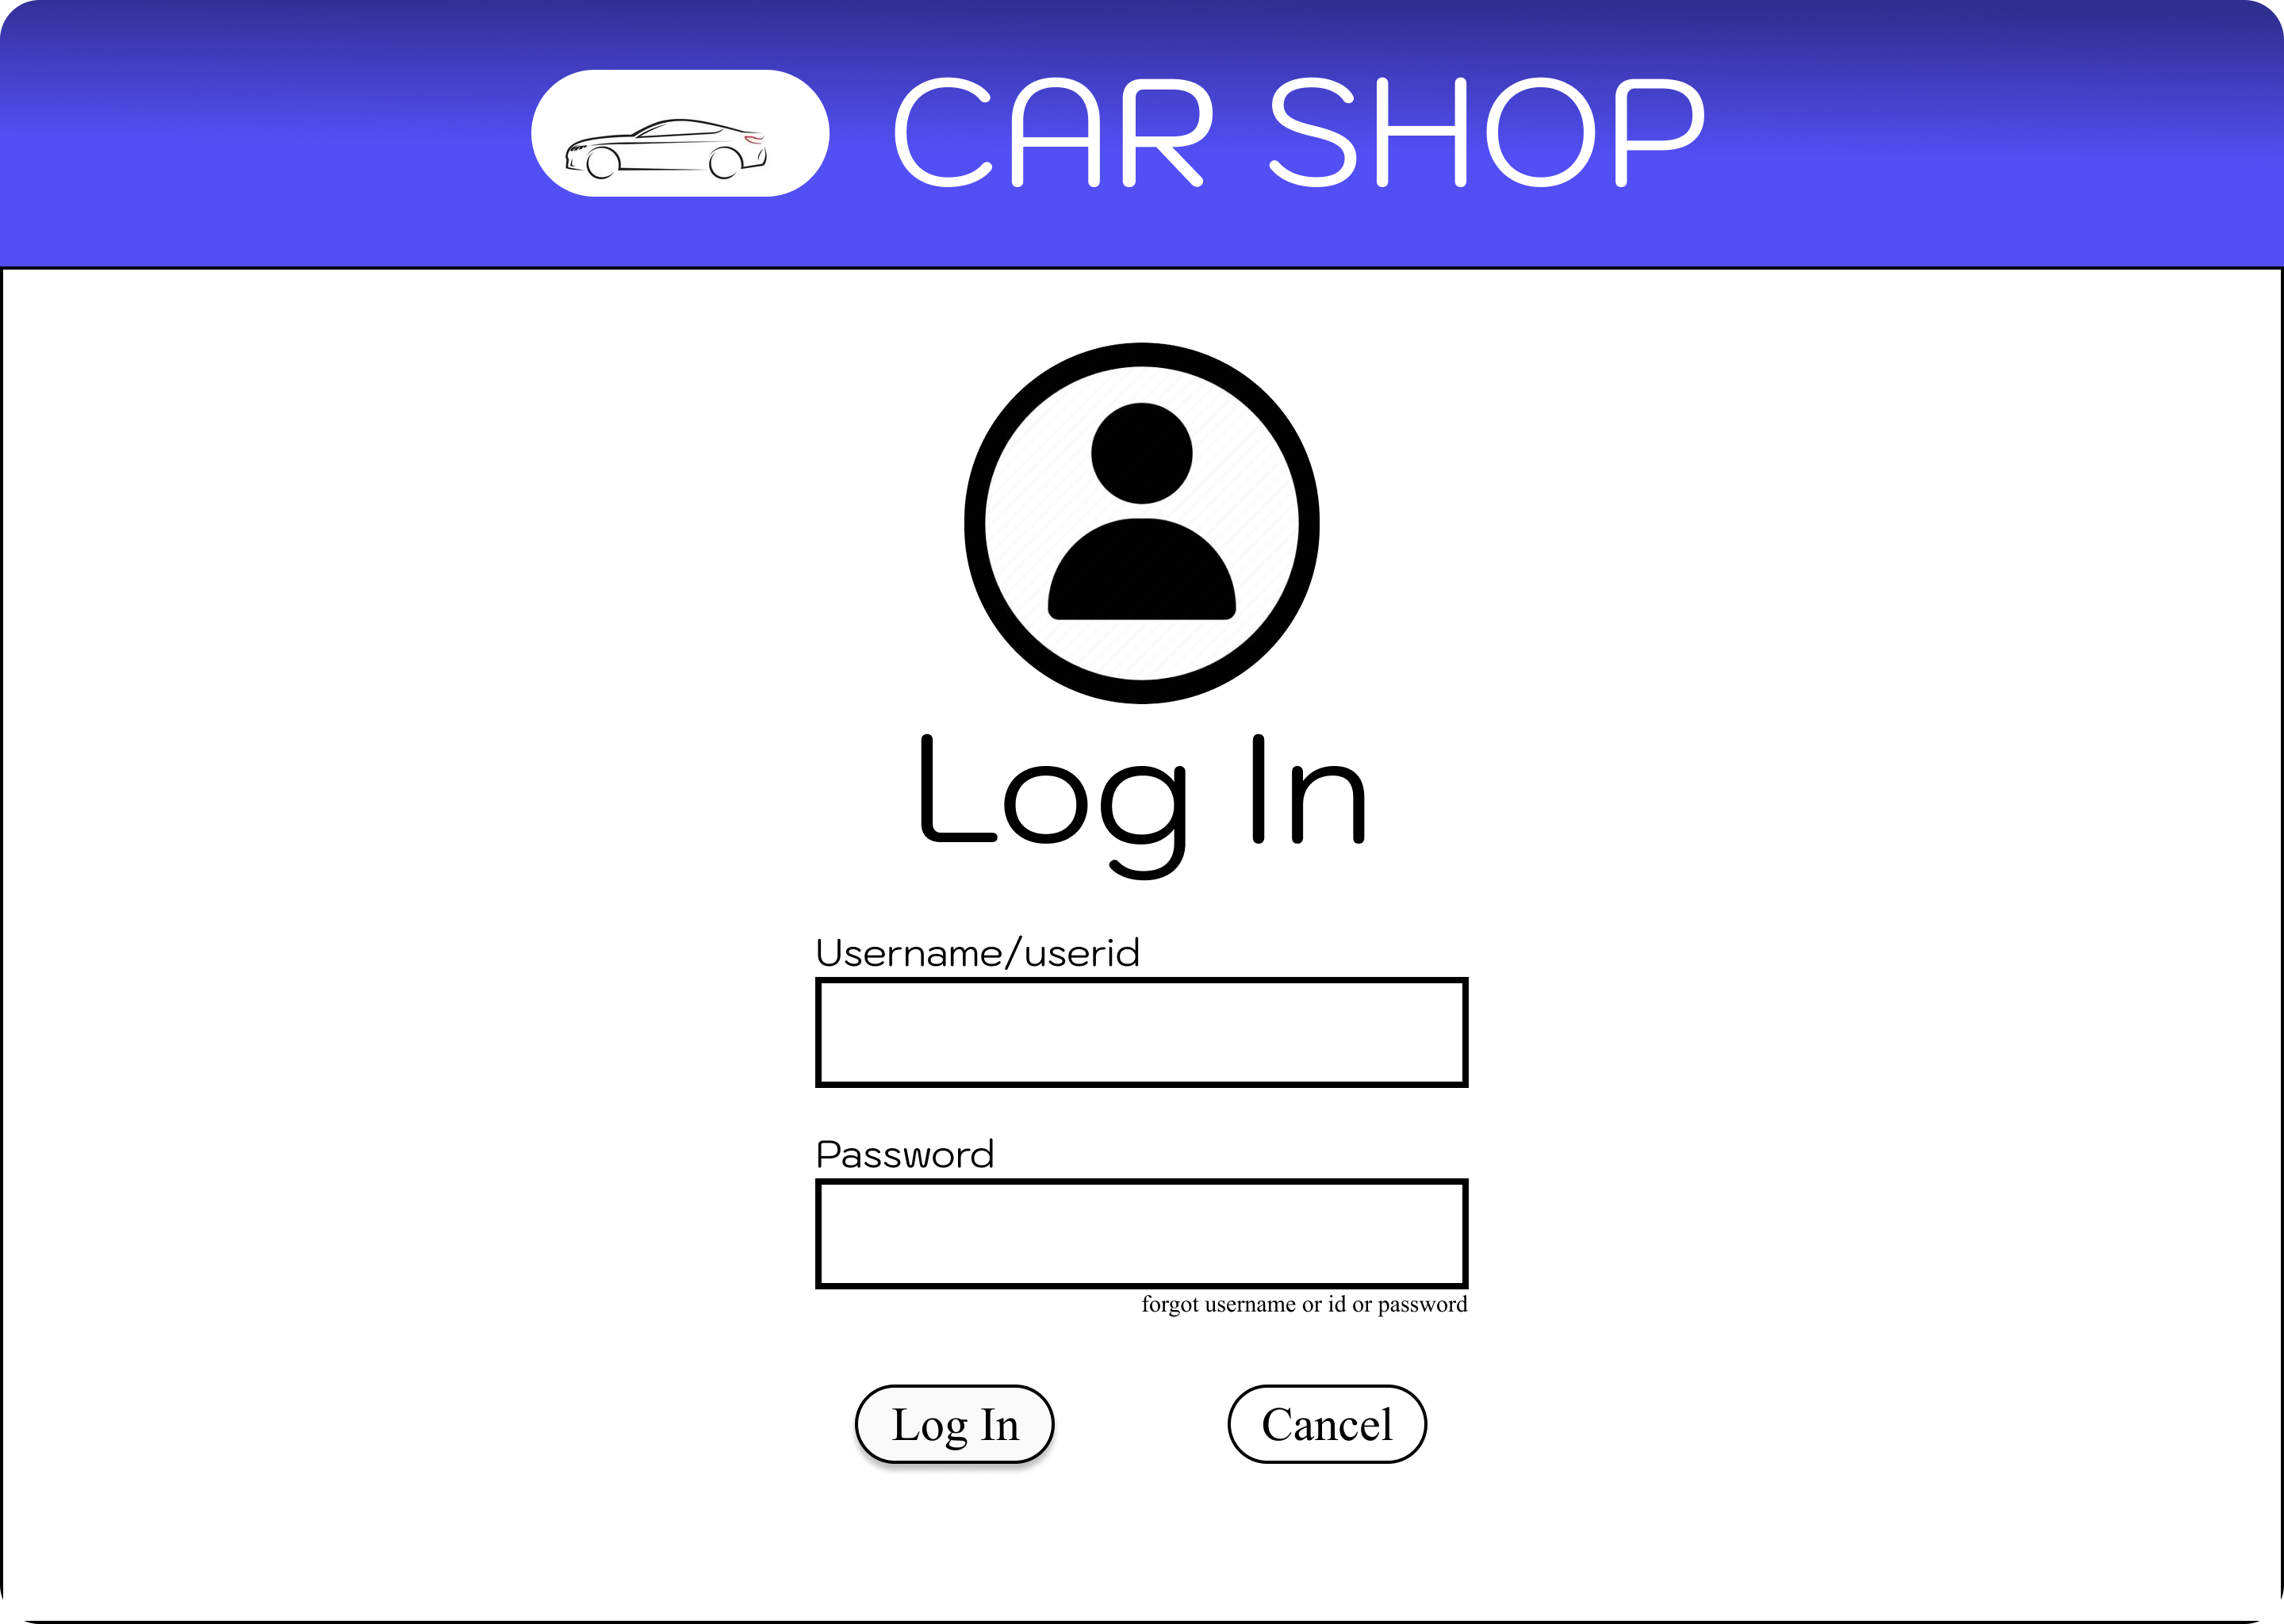 CAR SHOP
Log In
Username/userid
Password
forgot username or id or password
Log In
Cancel